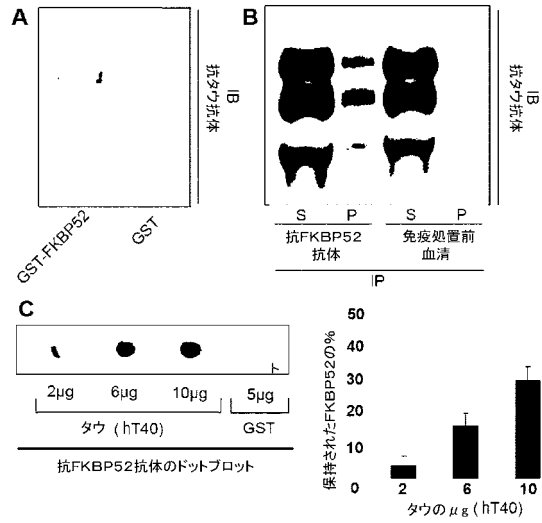 A
IB
抗タウ抗体
GST-FKBP52
GST
B
IB
抗タウ抗体
S P S P
抗FKBP52
抗体
免疫処置前
血清
IP
C
2μg 6μg 10μg 5μg
タウ (hT40) GST
抗FKBP52抗体のドットブロット
保持されたFKBP52の%
50
40
30
20
10
0
2 6 10
タウのμg(hT40)